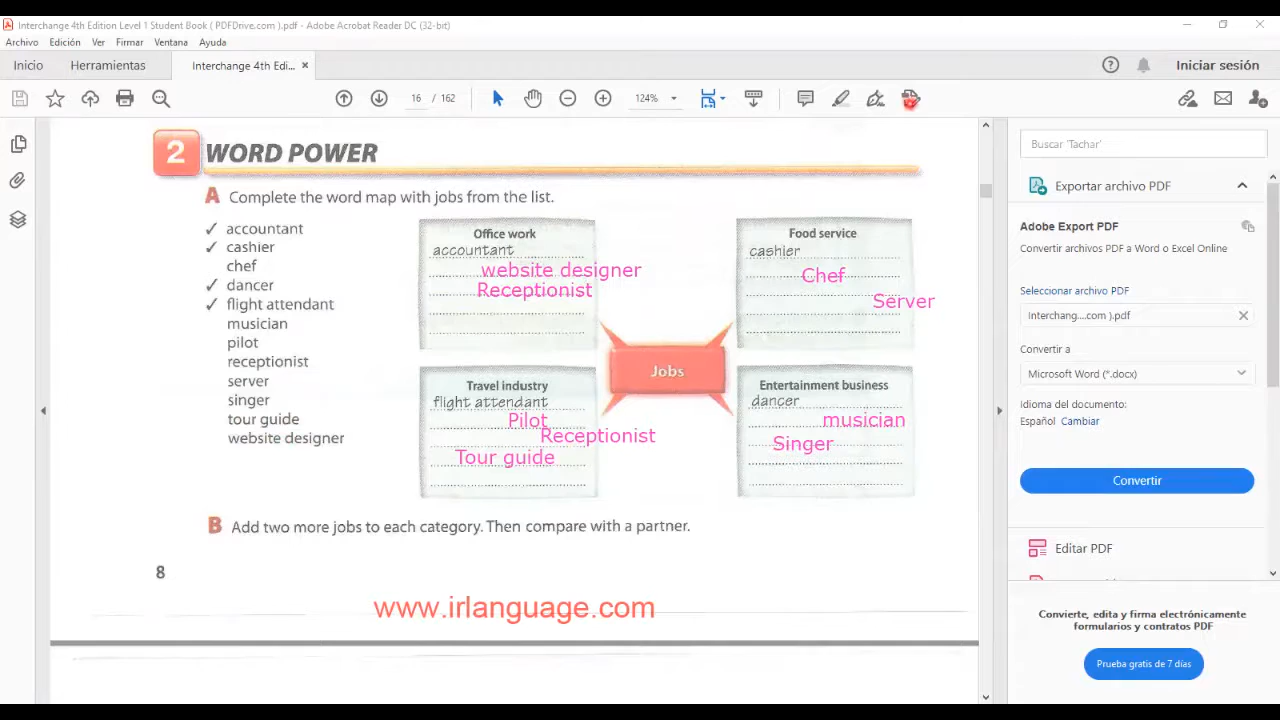 Interchange 4th Edition Level 1 Student Book ( PDFDrive.com ).pdf - Adobe Acrobat Reader DC (32-bit)
Archivo Edición Ver Firmar Ventana Ayuda
Inicio Herramientas Interchange 4th Edi... × Iniciar sesión
16 / 162 124%
2 WORD POWER
A Complete the word map with jobs from the list.
✓ accountant
✓ cashier
chef
✓ dancer
✓ flight attendant
musician
pilot
receptionist
server
singer
tour guide
website designer
Office work
accountant
website designer
Receptionist
Food service
cashier
Chef
Server
Jobs
Travel industry
flight attendant
Pilot
Receptionist
Tour guide
Entertainment business
dancer
musician
Singer
B Add two more jobs to each category. Then compare with a partner.
8
www.irlanguage.com
Buscar 'Tachar'
Exportar archivo PDF
Adobe Export PDF
Convertir archivos PDF a Word o Excel Online
Seleccionar archivo PDF
Interchang....com ).pdf
Convertir a
Microsoft Word (*.docx)
Idioma del documento:
Español Cambiar
Convertir
Editar PDF
Convierte, edita y firma electrónicamente
formularios y contratos PDF
Prueba gratis de 7 días